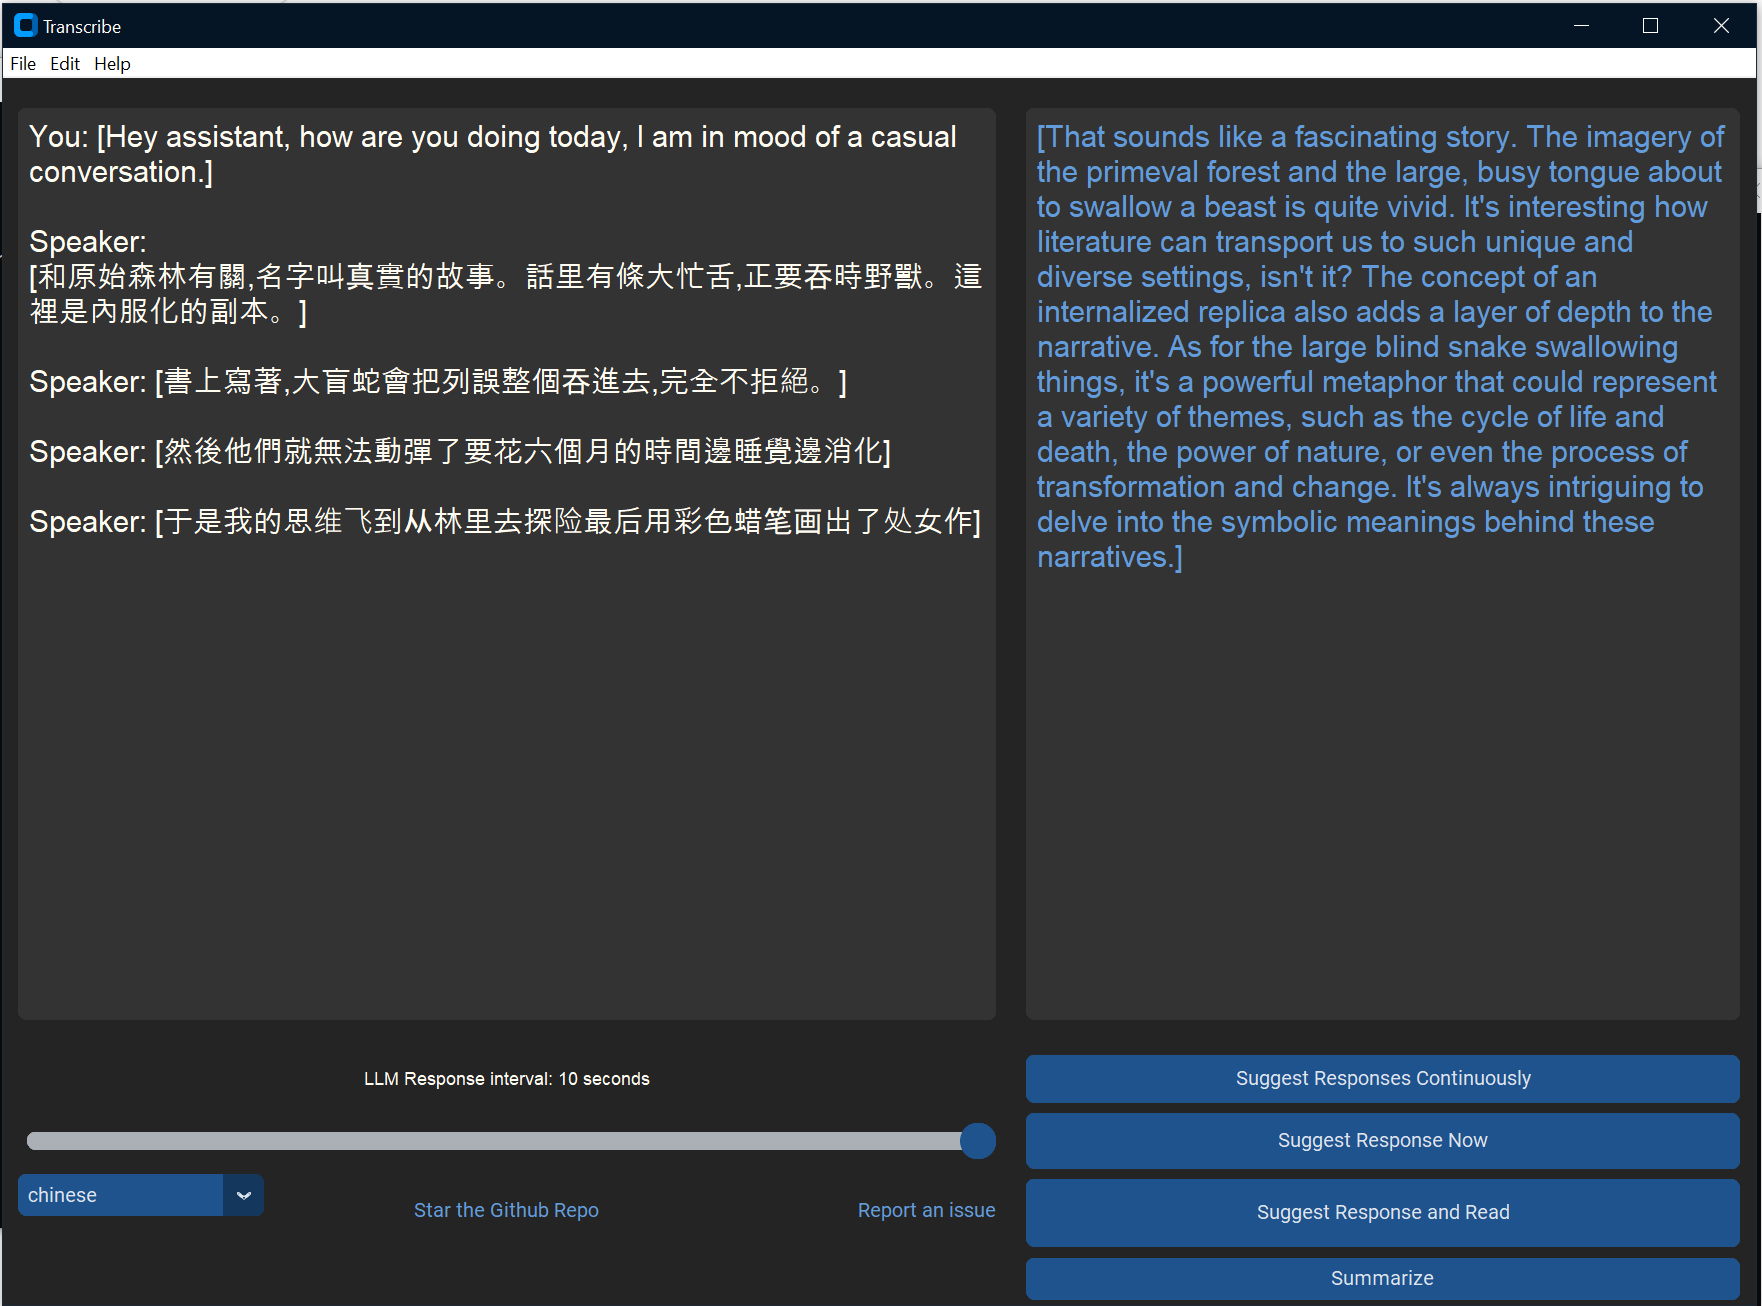 Transcribe
File Edit Help
You: [Hey assistant, how are you doing today, I am in mood of a casual
conversation.]
Speaker:
[和原始森林有關,名字叫真實的故事。話里有條大忙舌,正要吞時野獸。這
裡是內服化的副本。]
Speaker: [書上寫著,大盲蛇會把列誤整個吞進去,完全不拒絕。]
Speaker: [然後他們就無法動彈了要花六個月的時間邊睡覺邊消化]
Speaker: [于是我的思维飞到从林里去探险最后用彩色蜡笔画出了处女作]
[That sounds like a fascinating story. The imagery of
the primeval forest and the large, busy tongue about
to swallow a beast is quite vivid. It's interesting how
literature can transport us to such unique and
diverse settings, isn't it? The concept of an
internalized replica also adds a layer of depth to the
narrative. As for the large blind snake swallowing
things, it's a powerful metaphor that could represent
a variety of themes, such as the cycle of life and
death, the power of nature, or even the process of
transformation and change. It's always intriguing to
delve into the symbolic meanings behind these
narratives.]
LLM Response interval: 10 seconds
chinese
Star the Github Repo
Report an issue
Suggest Responses Continuously
Suggest Response Now
Suggest Response and Read
Summarize